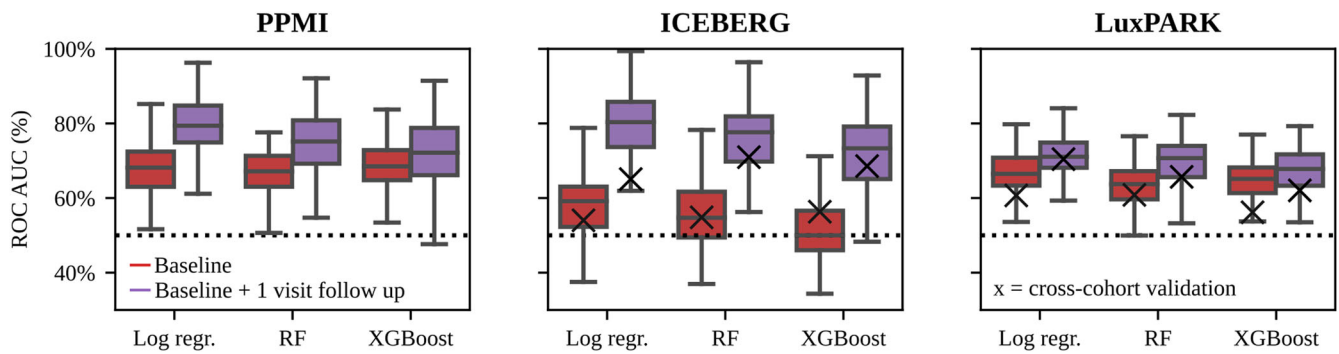 PPMI
ICEBERG
LuxPARK
ROC AUC (%)
100%
80%
60%
40%
Baseline
Baseline + 1 visit follow up
x = cross-cohort validation
Log regr. RF XGBoost
Log regr. RF XGBoost
Log regr. RF XGBoost